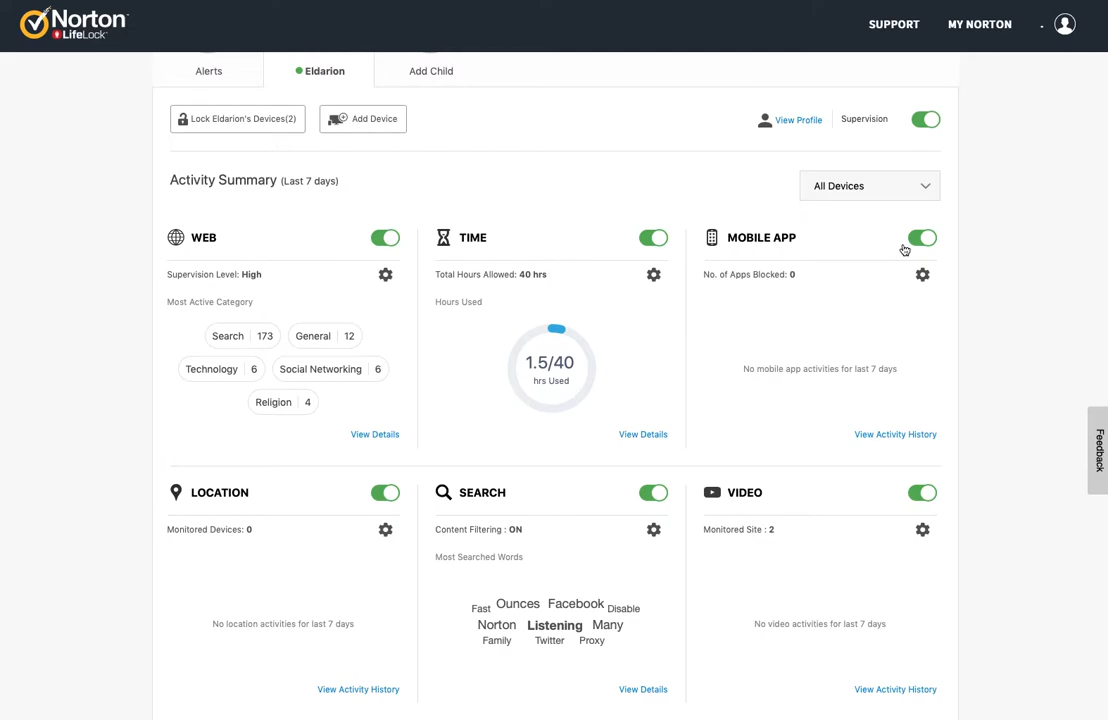 Norton
LifeLock
SUPPORT
MY NORTON
Alerts
Eldarion
Add Child
Lock Eldarion's Devices(2)
Add Device
View Profile
Supervision
Activity Summary (Last 7 days)
All Devices
WEB
Supervision Level: High
Most Active Category
Search 173
General 12
Technology 6
Social Networking 6
Religion 4
View Details
TIME
Total Hours Allowed: 40 hrs
Hours Used
1.5/40
hrs Used
View Details
MOBILE APP
No. of Apps Blocked: 0
No mobile app activities for last 7 days
View Activity History
Feedback
LOCATION
Monitored Devices: 0
No location activities for last 7 days
View Activity History
SEARCH
Content Filtering : ON
Most Searched Words
Fast Ounces Facebook Disable
Norton Listening Many
Family Twitter Proxy
View Details
VIDEO
Monitored Site : 2
No video activities for last 7 days
View Activity History